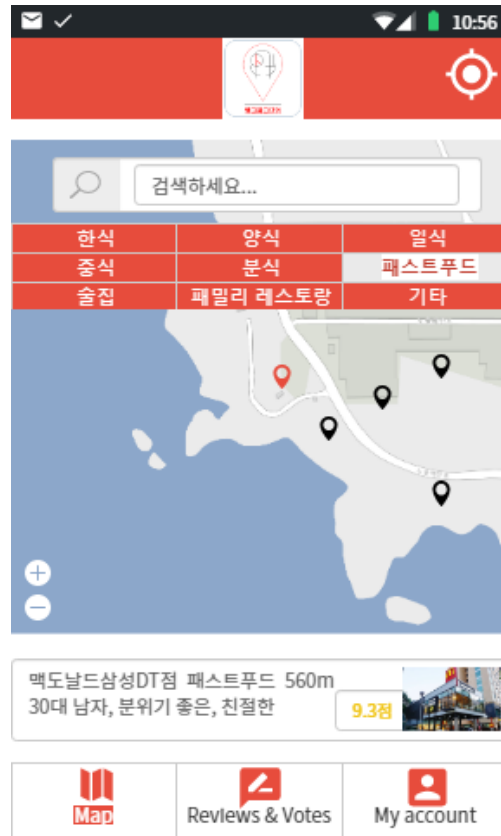 10:56
검색하세요...
한식 양식 일식
중식 분식 패스트푸드
술집 패밀리 레스토랑 기타
맥도날드삼성DT점 패스트푸드 560m
30대 남자, 분위기 좋은, 친절한
9.3점
Map Reviews & Votes My account